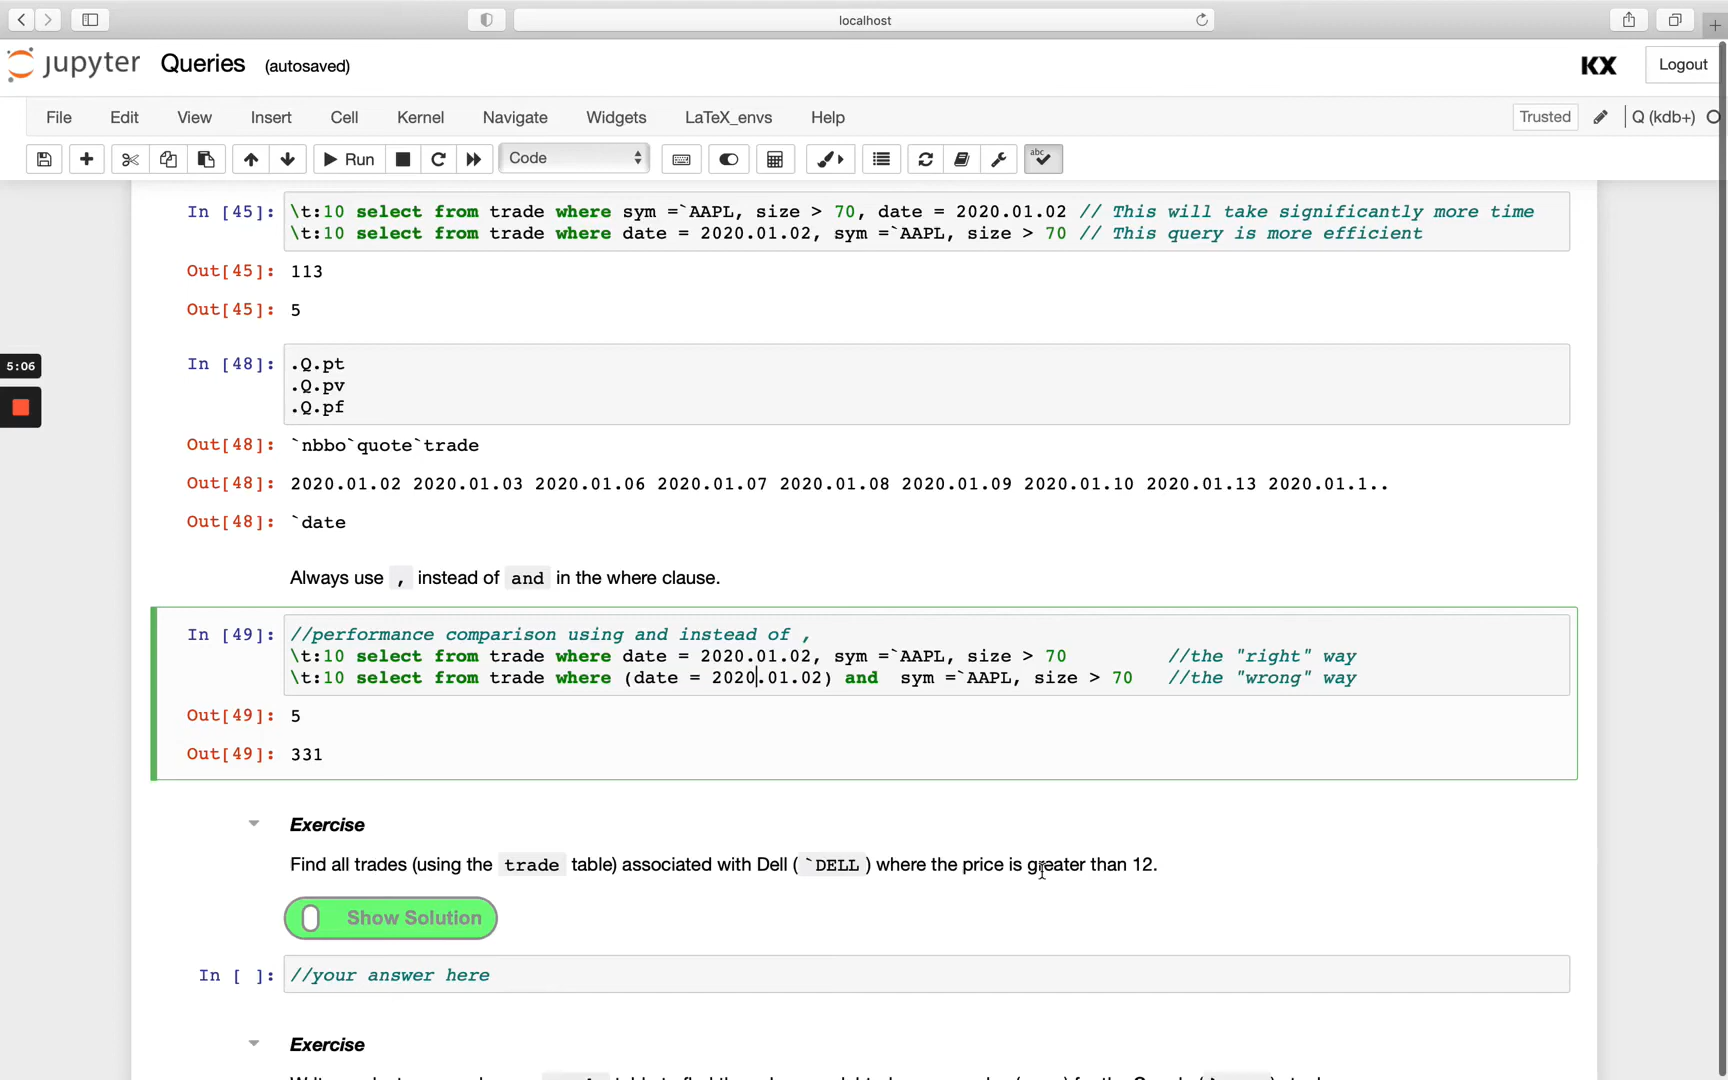 localhost
jupyter Queries (autosaved) KX Logout
File Edit View Insert Cell Kernel Navigate Widgets LaTeX_envs Help Trusted Q (kdb+)
Run Code abc
In [45]: \t:10 select from trade where sym =`AAPL, size > 70, date = 2020.01.02 // This will take significantly more time
\t:10 select from trade where date = 2020.01.02, sym =`AAPL, size > 70 // This query is more efficient
Out[45]: 113
Out[45]: 5
5:06
In [48]: .Q.pt
.Q.pv
.Q.pf
Out[48]: `nbbo`quote`trade
Out[48]: 2020.01.02 2020.01.03 2020.01.06 2020.01.07 2020.01.08 2020.01.09 2020.01.10 2020.01.13 2020.01.1..
Out[48]: `date
Always use , instead of and in the where clause.
In [49]: //performance comparison using and instead of ,
\t:10 select from trade where date = 2020.01.02, sym =`AAPL, size > 70 //the "right" way
\t:10 select from trade where (date = 2020.01.02) and sym =`AAPL, size > 70 //the "wrong" way
Out[49]: 5
Out[49]: 331
Exercise
Find all trades (using the trade table) associated with Dell (`DELL) where the price is greater than 12.
Show Solution
In [ ]: //your answer here
Exercise